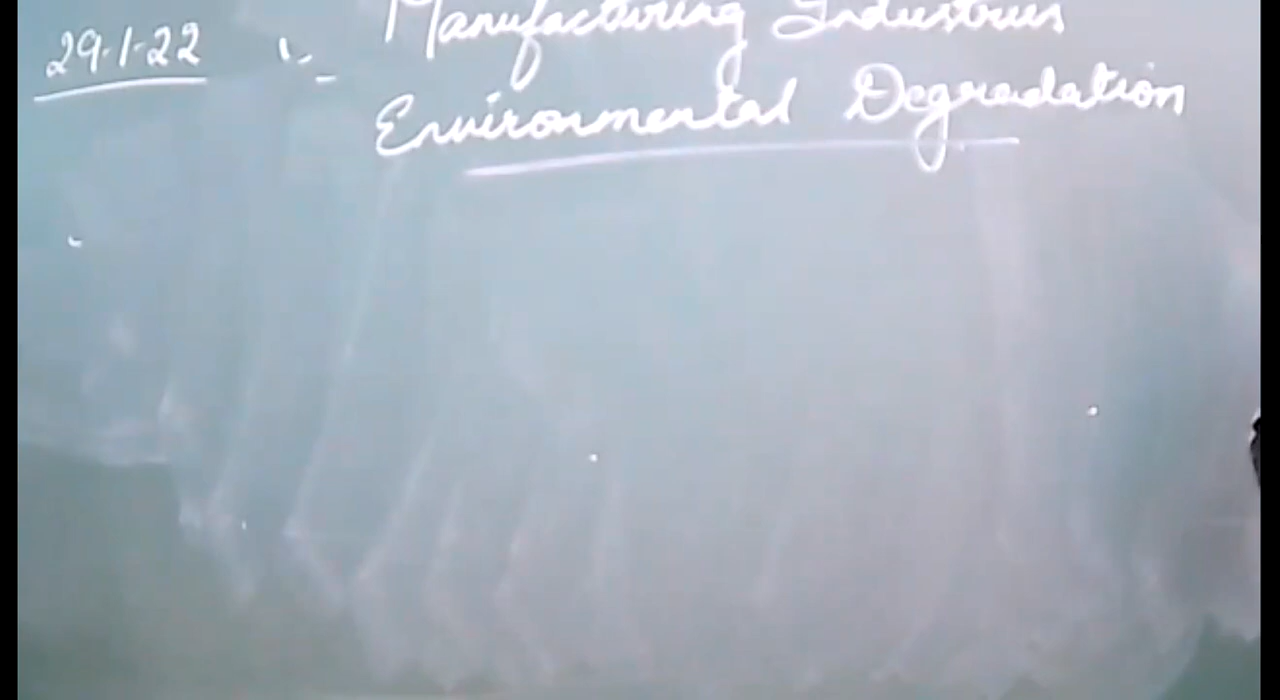 Manufacturing Industries
29.1.22 :-
Environmental Degradation